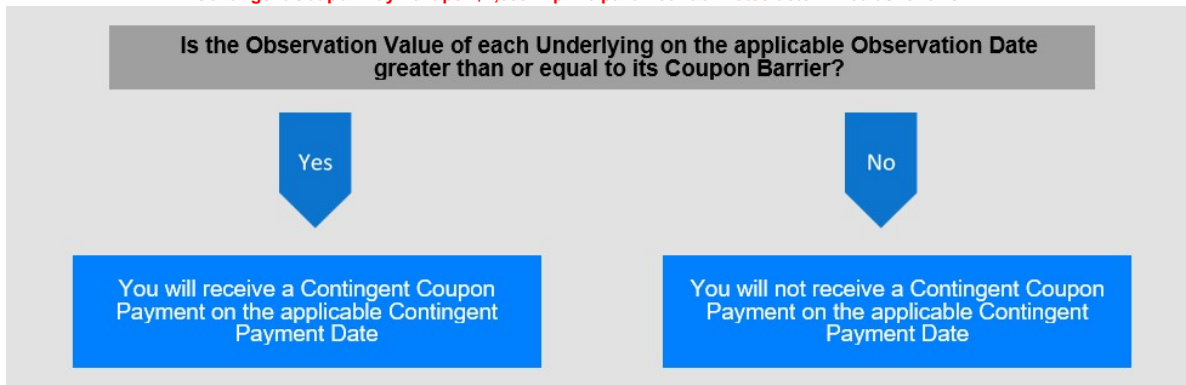 Is the Observation Value of each Underlying on the applicable Observation Date
greater than or equal to its Coupon Barrier?
Yes
No
You will receive a Contingent Coupon
Payment on the applicable Contingent
Payment Date
You will not receive a Contingent Coupon
Payment on the applicable Contingent
Payment Date